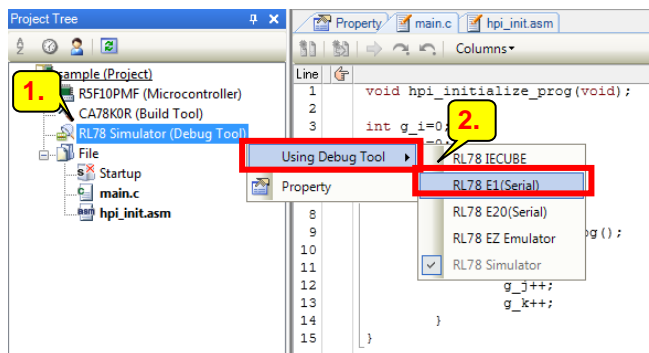 Project Tree
Property
main.c
hpi_init.asm
Columns
sample (Project)
R5F10PMF (Microcontroller)
CA78K0R (Build Tool)
RL78 Simulator (Debug Tool)
File
Startup
main.c
hpi_init.asm
1.
2.
Using Debug Tool
Property
RL78 IECUBE
RL78 E1(Serial)
RL78 E20(Serial)
RL78 EZ Emulator
RL78 Simulator
Line
1 void hpi_initialize_prog(void);
2
3 int g_i=0;
=0;
8
9 og();
10
11
12 g_j++;
13 g_k++;
14 }
15 }